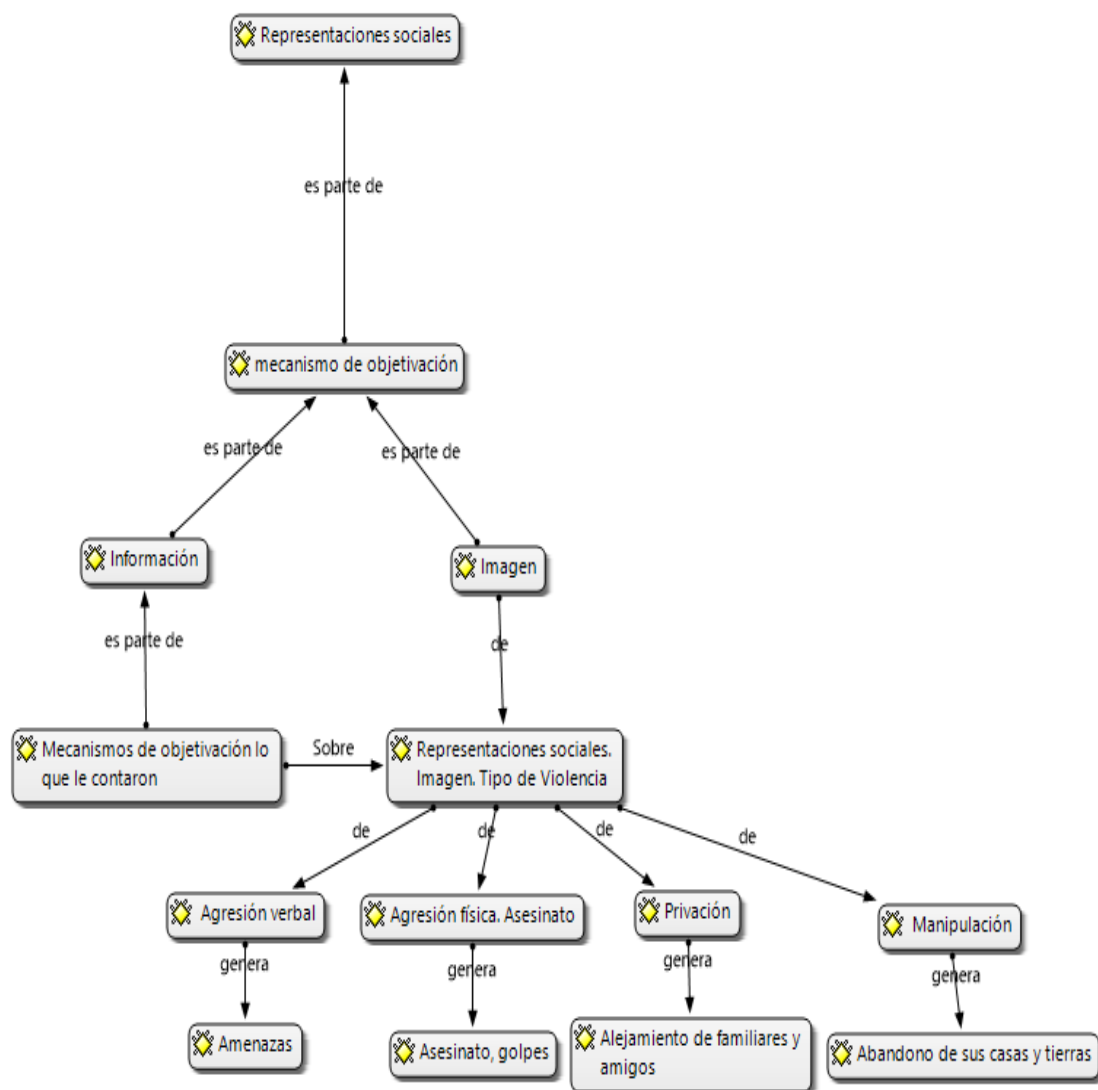 Representaciones sociales
es parte de
mecanismo de objetivación
es parte de
es parte de
Información
Imagen
es parte de
de
Mecanismos de objetivación lo
que le contaron
Sobre
Representaciones sociales.
Imagen. Tipo de Violencia
de
de
de
de
Agresión verbal
Agresión física. Asesinato
Privación
Manipulación
genera
genera
genera
genera
Amenazas
Asesinato, golpes
Alejamiento de familiares y
amigos
Abandono de sus casas y tierras